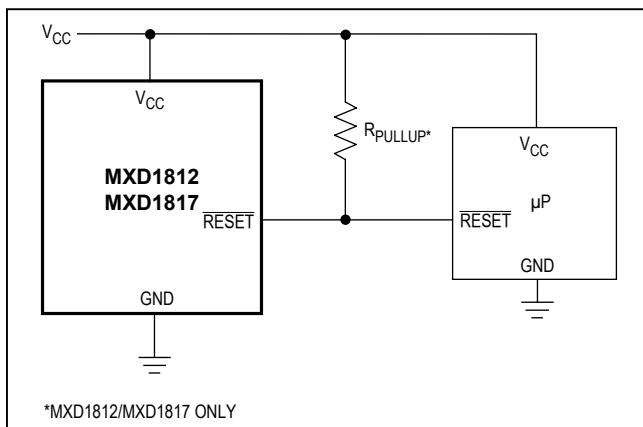 VCC
VCC
RPULLUP*
VCC
MXD1812
MXD1817
RESET
RESET
µP
GND
GND
*MXD1812/MXD1817 ONLY